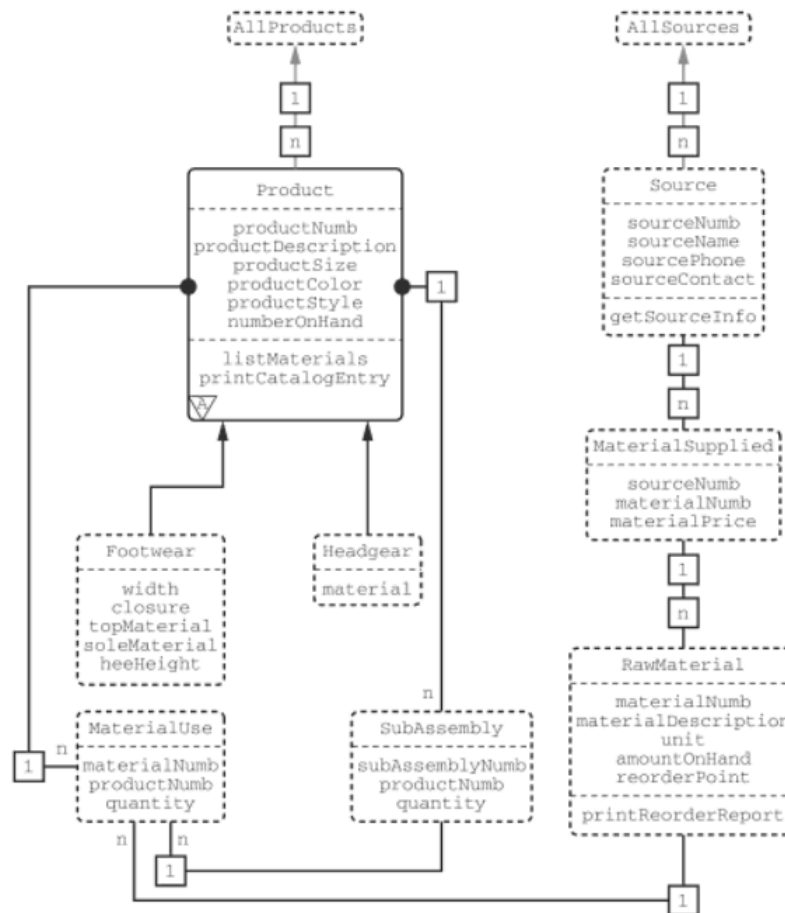 AllProducts
1
n
Product
productNumb
productDescription
productSize
productColor
productStyle
numberOnHand
listMaterials
printCatalogEntry
A
1
Footwear
width
closure
topMaterial
soleMaterial
heeHeight
Headgear
material
n
MaterialUse
materialNumb
productNumb
quantity
n
1
n
n
1
SubAssembly
subAssemblyNumb
productNumb
quantity
AllSources
1
n
Source
sourceNumb
sourceName
sourcePhone
sourceContact
getSourceInfo
1
n
MaterialSupplied
sourceNumb
materialNumb
materialPrice
1
n
RawMaterial
materialNumb
materialDescription
unit
amountOnHand
reorderPoint
printReorderReport
1